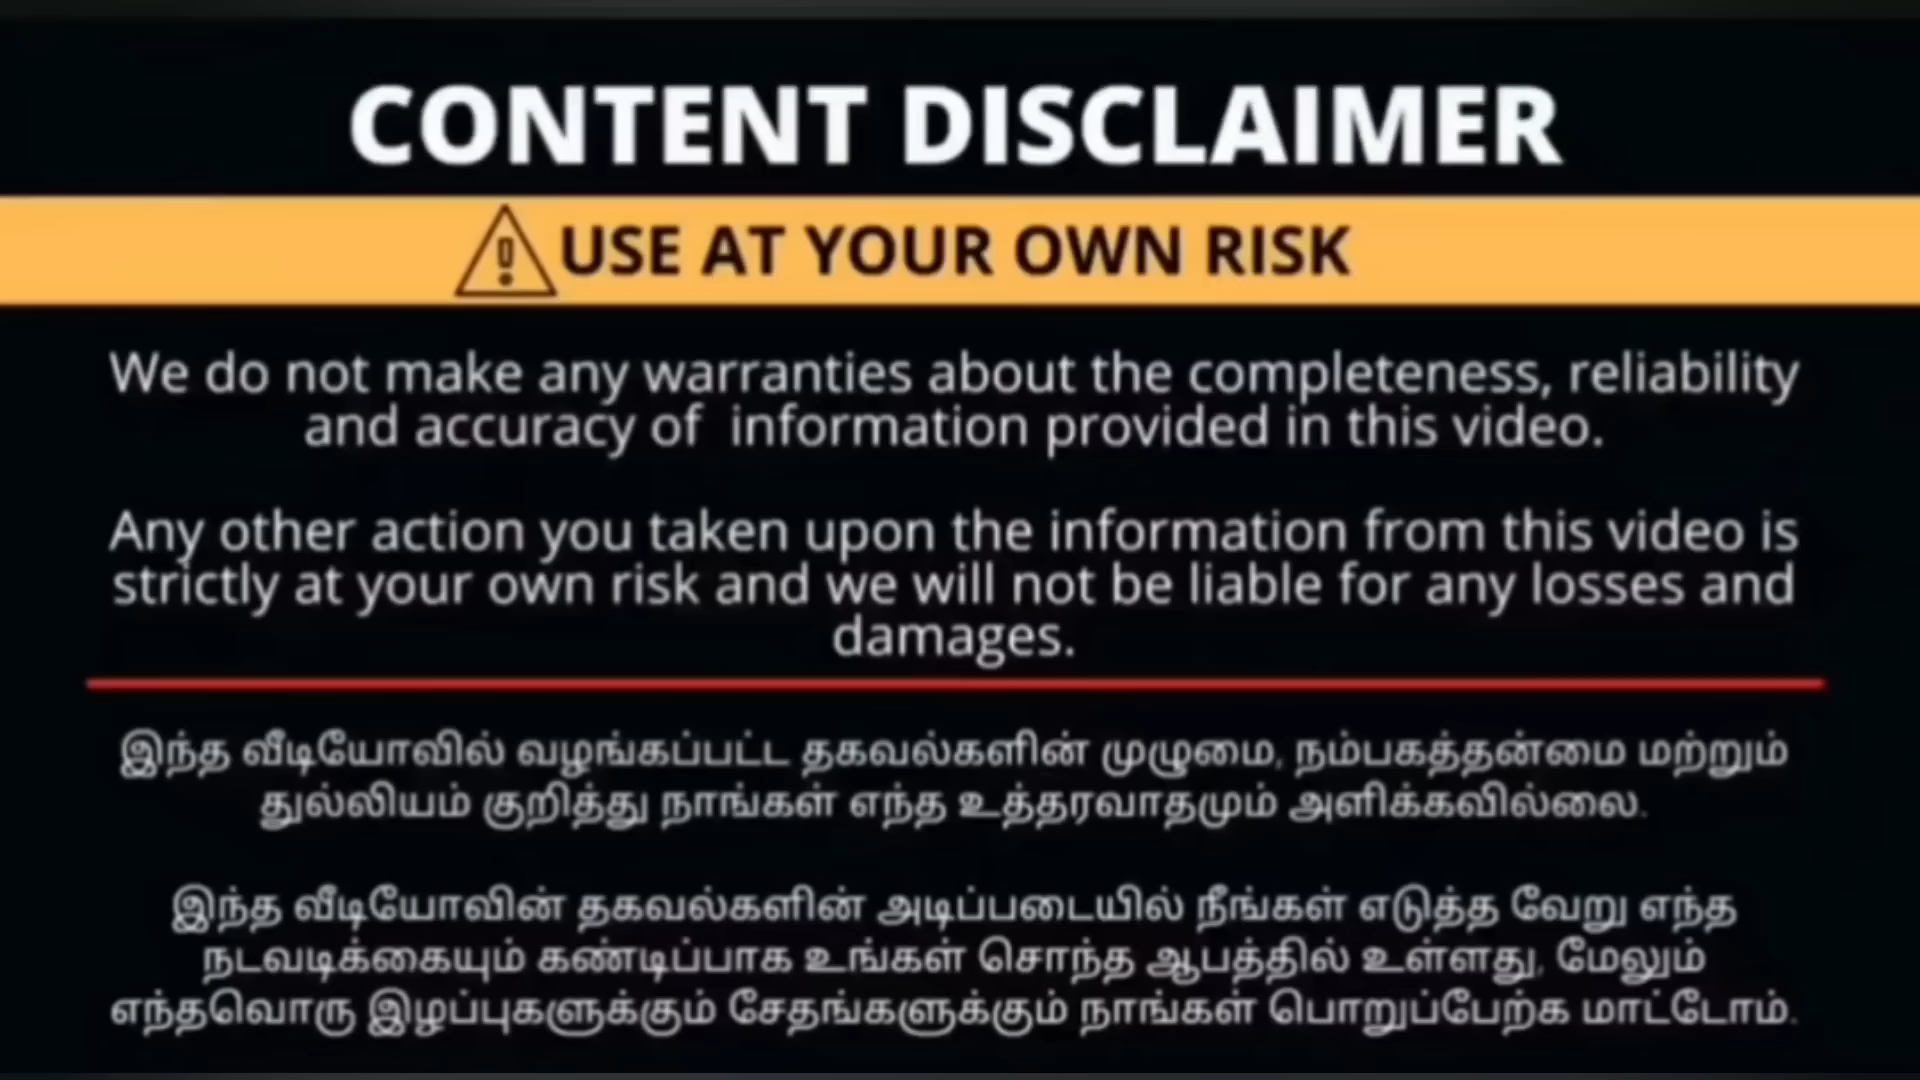 CONTENT DISCLAIMER
USE AT YOUR OWN RISK
We do not make any warranties about the completeness, reliability
and accuracy of information provided in this video.
Any other action you taken upon the information from this video is
strictly at your own risk and we will not be liable for any losses and
damages.
இந்த வீடியோவில் வழங்கப்பட்ட தகவல்களின் முழுமை, நம்பகத்தன்மை மற்றும்
துல்லியம் குறித்து நாங்கள் எந்த உத்தரவாதமும் அளிக்கவில்லை.
இந்த வீடியோவின் தகவல்களின் அடிப்படையில் நீங்கள் எடுத்த வேறு எந்த
நடவடிக்கையும் கண்டிப்பாக உங்கள் சொந்த ஆபத்தில் உள்ளது, மேலும்
எந்தவொரு இழப்புகளுக்கும் சேதங்களுக்கும் நாங்கள் பொறுப்பேற்க மாட்டோம்.